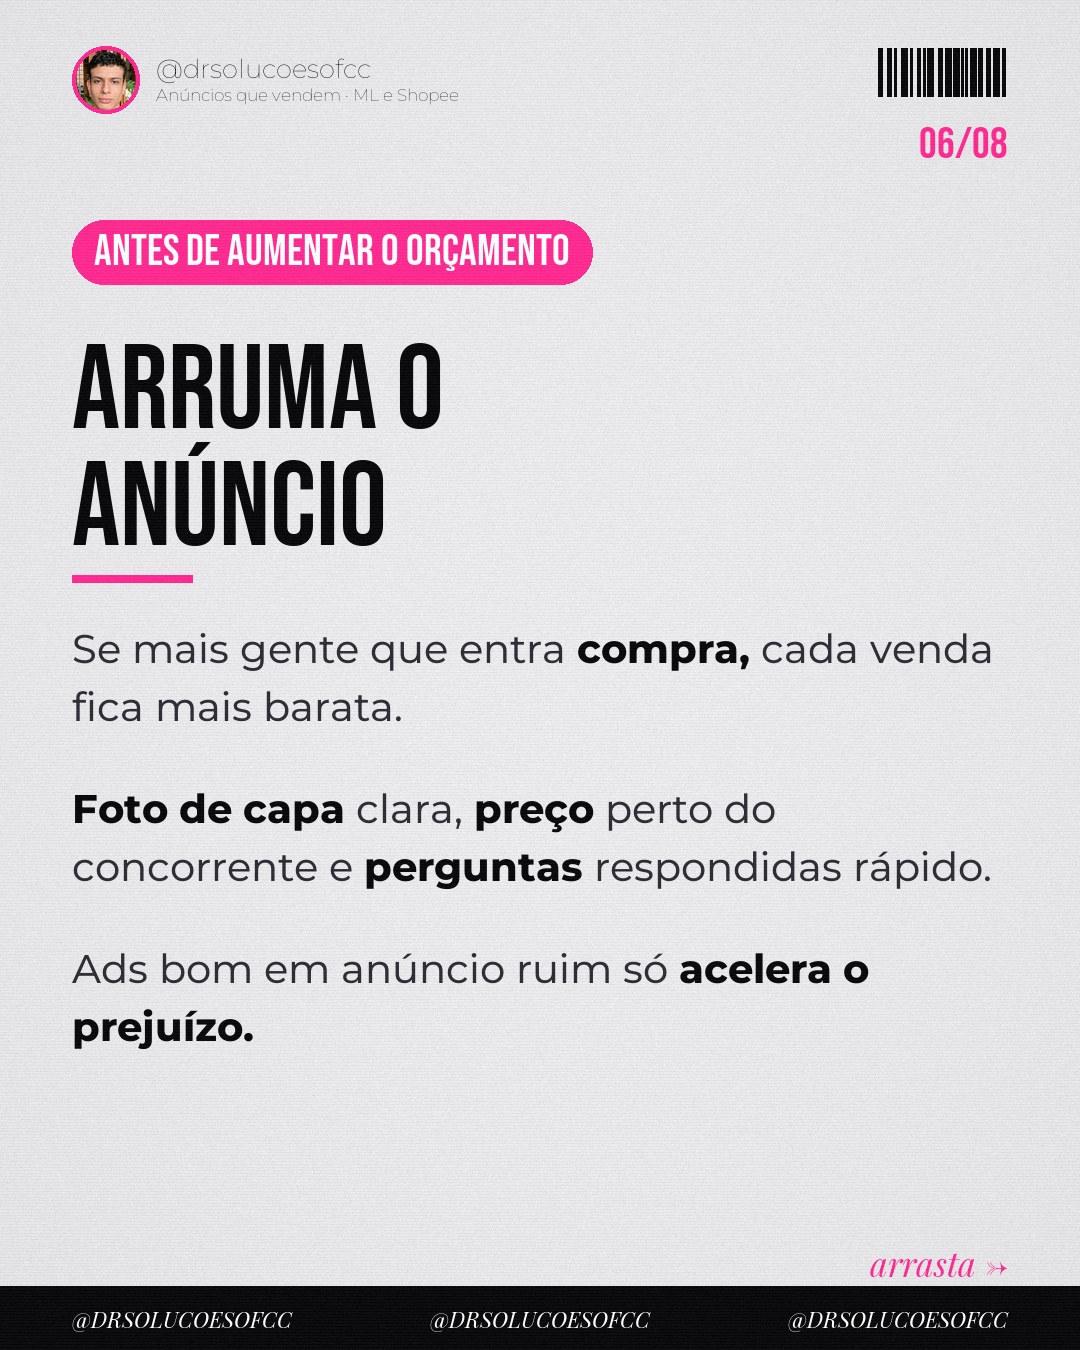 @drsolucoesofcc
Anúncios que vendem · ML e Shopee
06/08
ANTES DE AUMENTAR O ORÇAMENTO
ARRUMA O
ANÚNCIO
Se mais gente que entra compra, cada venda
fica mais barata.
Foto de capa clara, preço perto do
concorrente e perguntas respondidas rápido.
Ads bom em anúncio ruim só acelera o
prejuízo.
arrasta
@DRSOLUCOESOFCC @DRSOLUCOESOFCC @DRSOLUCOESOFCC